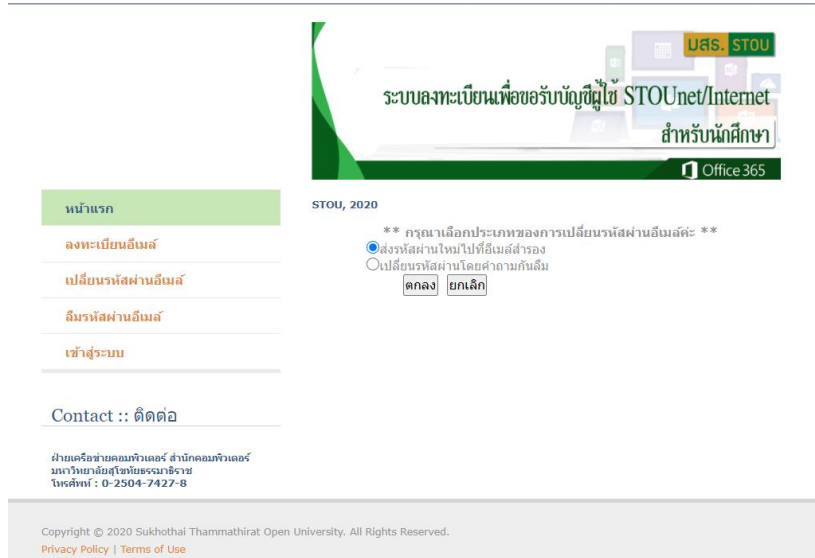 มสธ. STOU
ระบบลงทะเบียนเพื่อขอรับบัญชีผู้ใช้ STOUnet/Internet
สำหรับนักศึกษา
Office 365
หน้าแรก
ลงทะเบียนอีเมล์
เปลี่ยนรหัสผ่านอีเมล์
ลืมรหัสผ่านอีเมล์
เข้าสู่ระบบ
STOU, 2020
** กรุณาเลือกประเภทของการเปลี่ยนรหัสผ่านอีเมล์ค่ะ **
ส่งรหัสผ่านใหม่ไปที่อีเมล์สำรอง
เปลี่ยนรหัสผ่านโดยคำถามกันลืม
ตกลง ยกเลิก
Contact :: ติดต่อ
ฝ่ายเครือข่ายคอมพิวเตอร์ สำนักคอมพิวเตอร์
มหาวิทยาลัยสุโขทัยธรรมาธิราช
โทรศัพท์ : 0-2504-7427-8
Copyright © 2020 Sukhothai Thammathirat Open University. All Rights Reserved.
Privacy Policy | Terms of Use